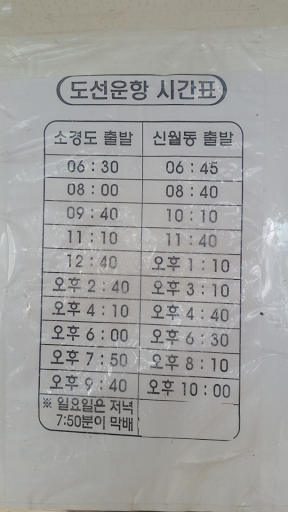 도선운항 시간표
소경도 출발 신월동 출발
06 : 30 06 : 45
08 : 00 08 : 40
09 : 40 10 : 10
11 : 10 11 : 40
12 : 40 오후 1 : 10
오후 2 : 40 오후 3 : 10
오후 4 : 10 오후 4 : 40
오후 6 : 00 오후 6 : 30
오후 7 : 50 오후 8 : 10
오후 9 : 40 오후 10 : 00
※ 일요일은 저녁
7:50분이 막배